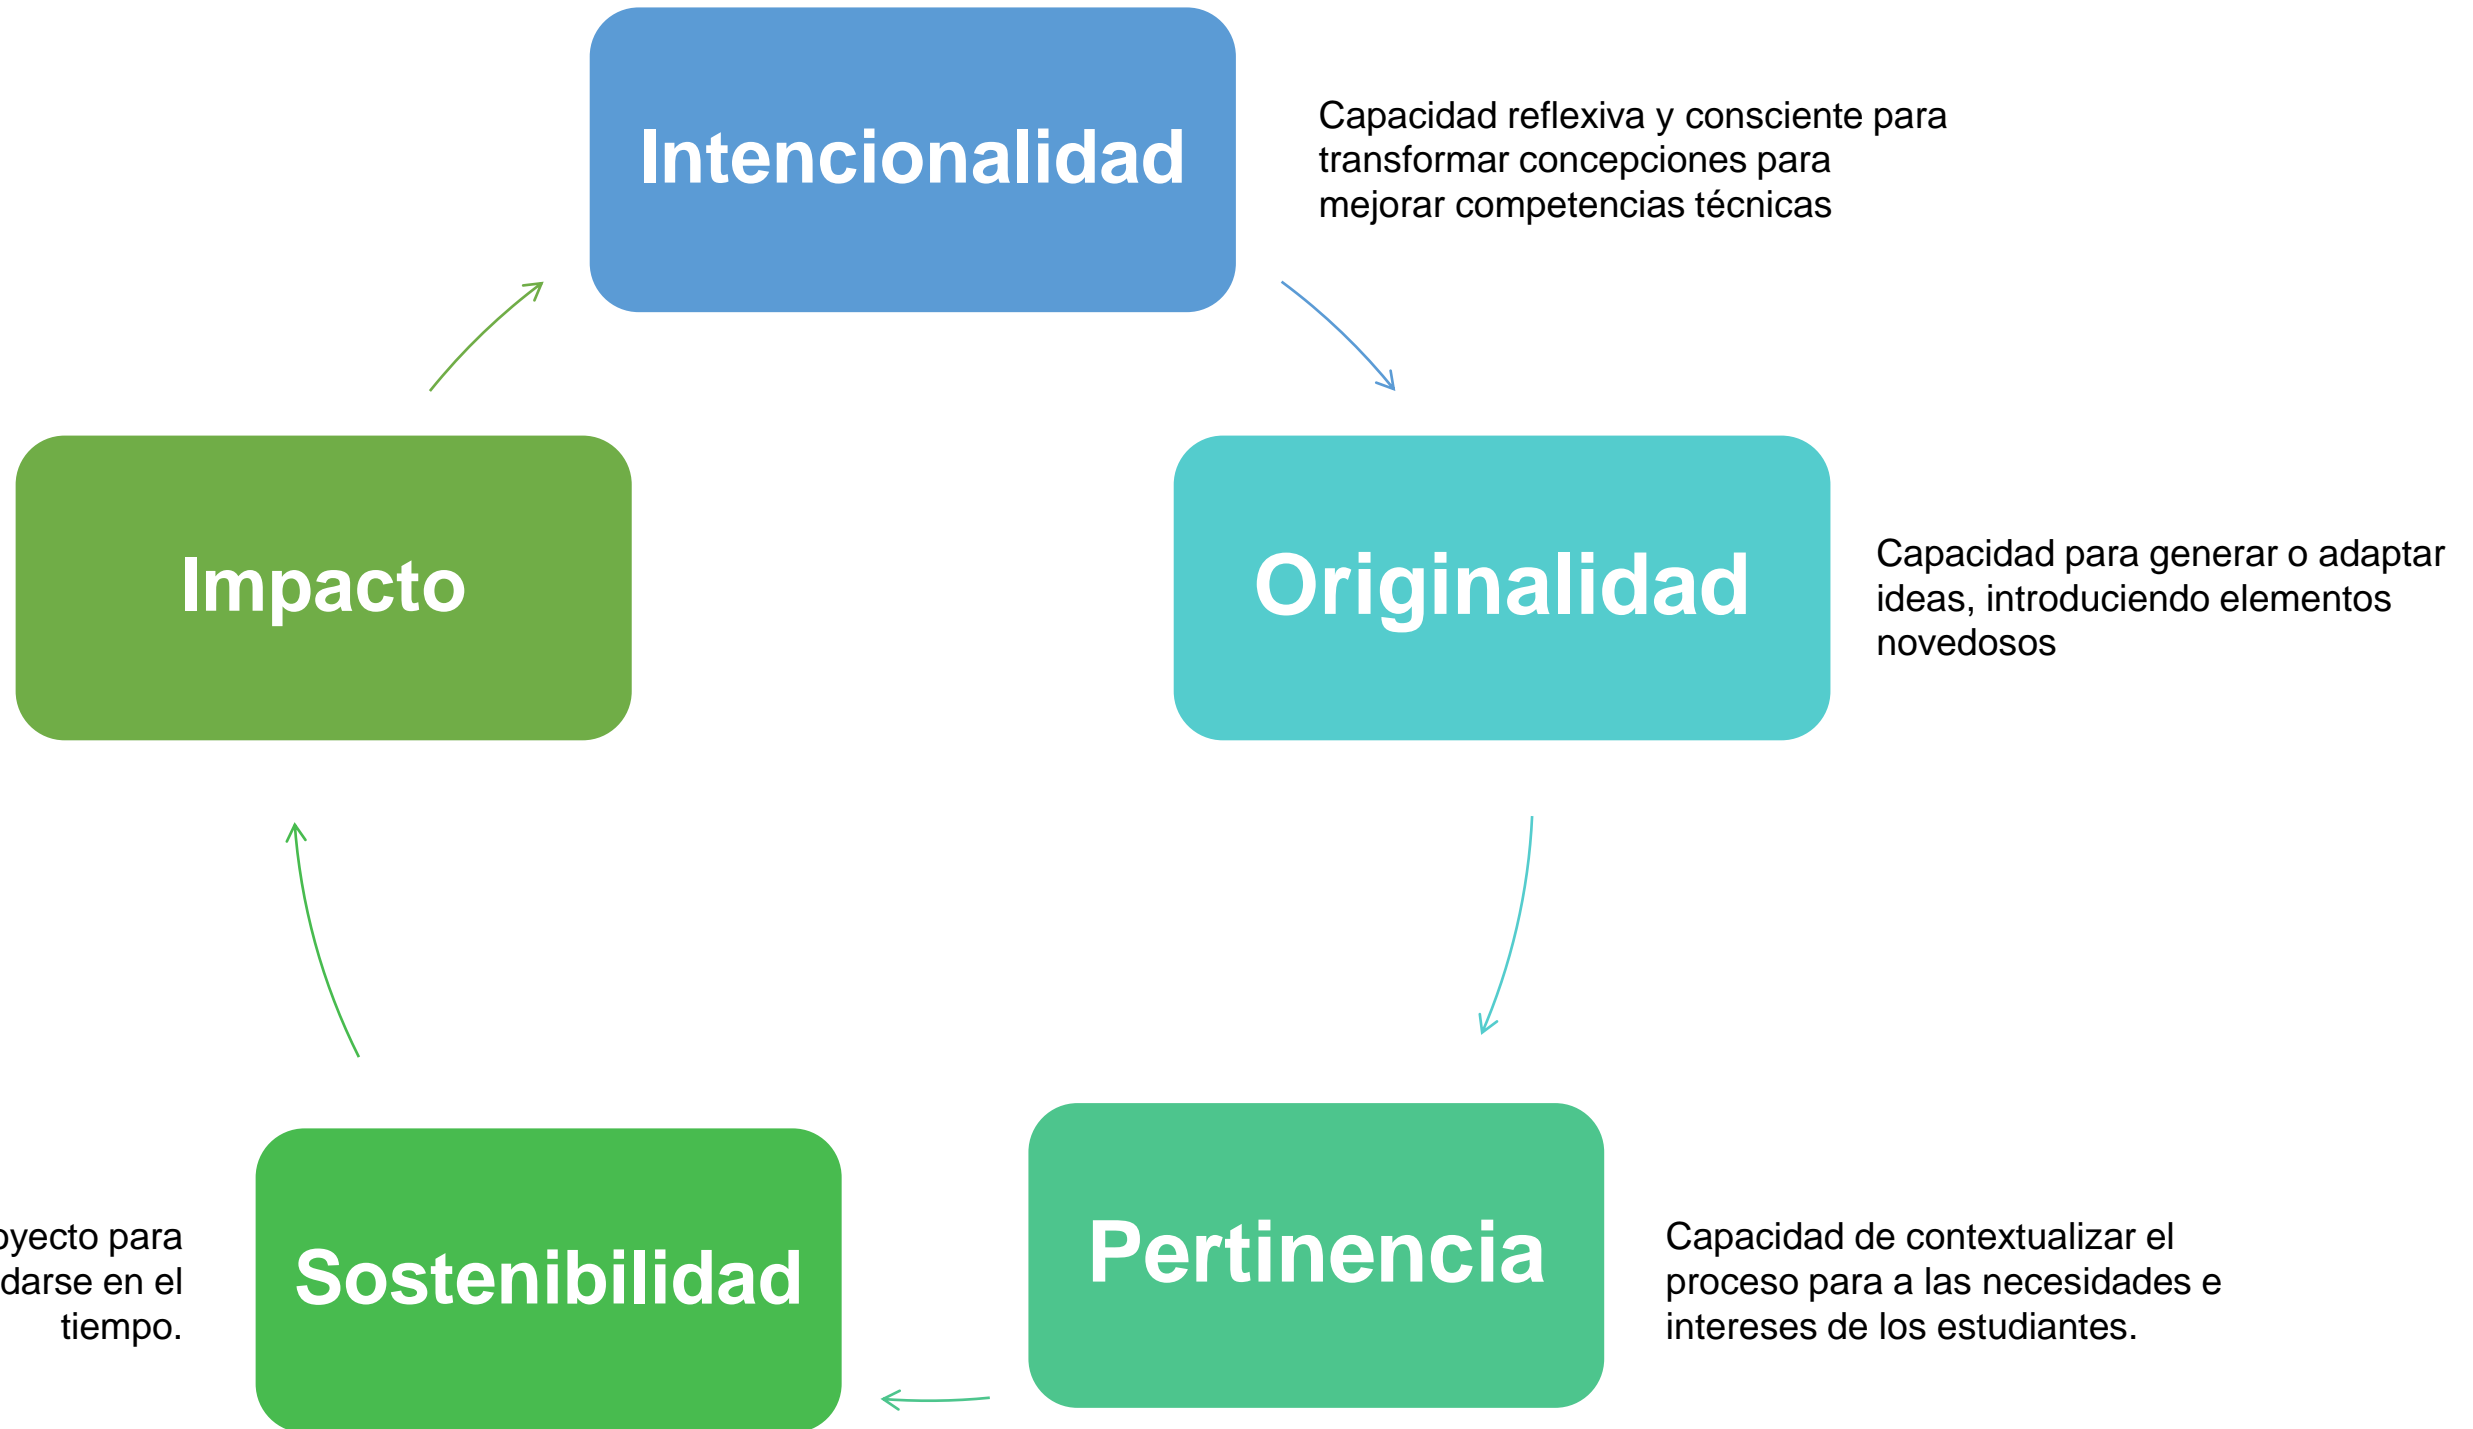 Intencionalidad
Capacidad reflexiva y consciente para
transformar concepciones para
mejorar competencias técnicas
Impacto
Originalidad
Capacidad para generar o adaptar
ideas, introduciendo elementos
novedosos
para
en el
tiempo.
Sostenibilidad
Pertinencia
Capacidad de contextualizar el
proceso para a las necesidades e
intereses de los estudiantes.